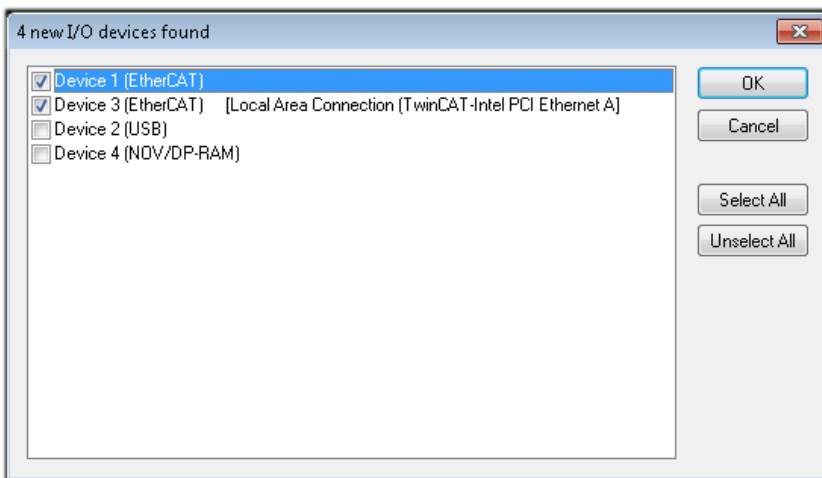 4 new I/O devices found
Device 1 (EtherCAT)
Device 3 (EtherCAT) [Local Area Connection (TwinCAT-Intel PCI Ethernet A]
Device 2 (USB)
Device 4 (NOV/DP-RAM)
OK
Cancel
Select All
Unselect All